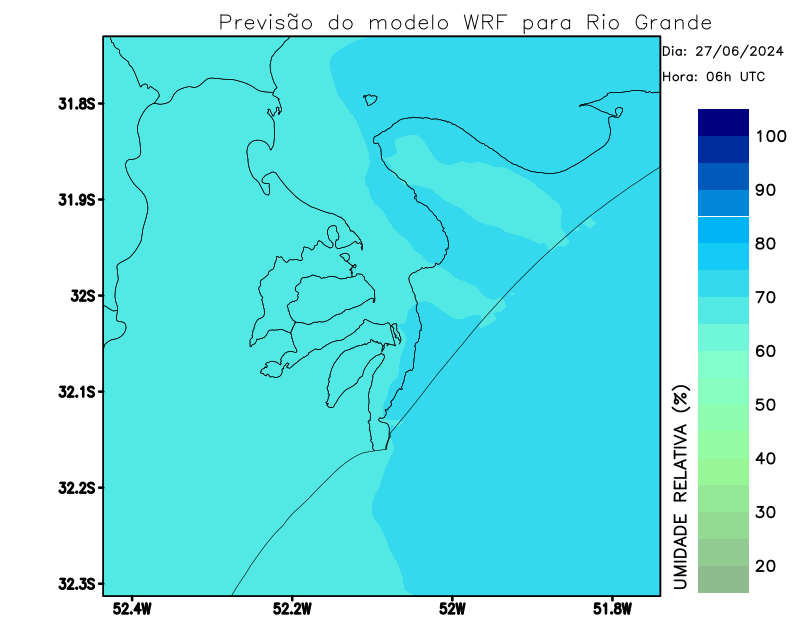 Previsão do modelo WRF para Rio Grande
Dia: 27/06/2024
Hora: 06h UTC
31.8S
31.9S
32S
32.1S
32.2S
32.3S
52.4W
52.2W
52W
51.8W
100
90
80
70
60
50
40
30
20
UMIDADE RELATIVA (%)